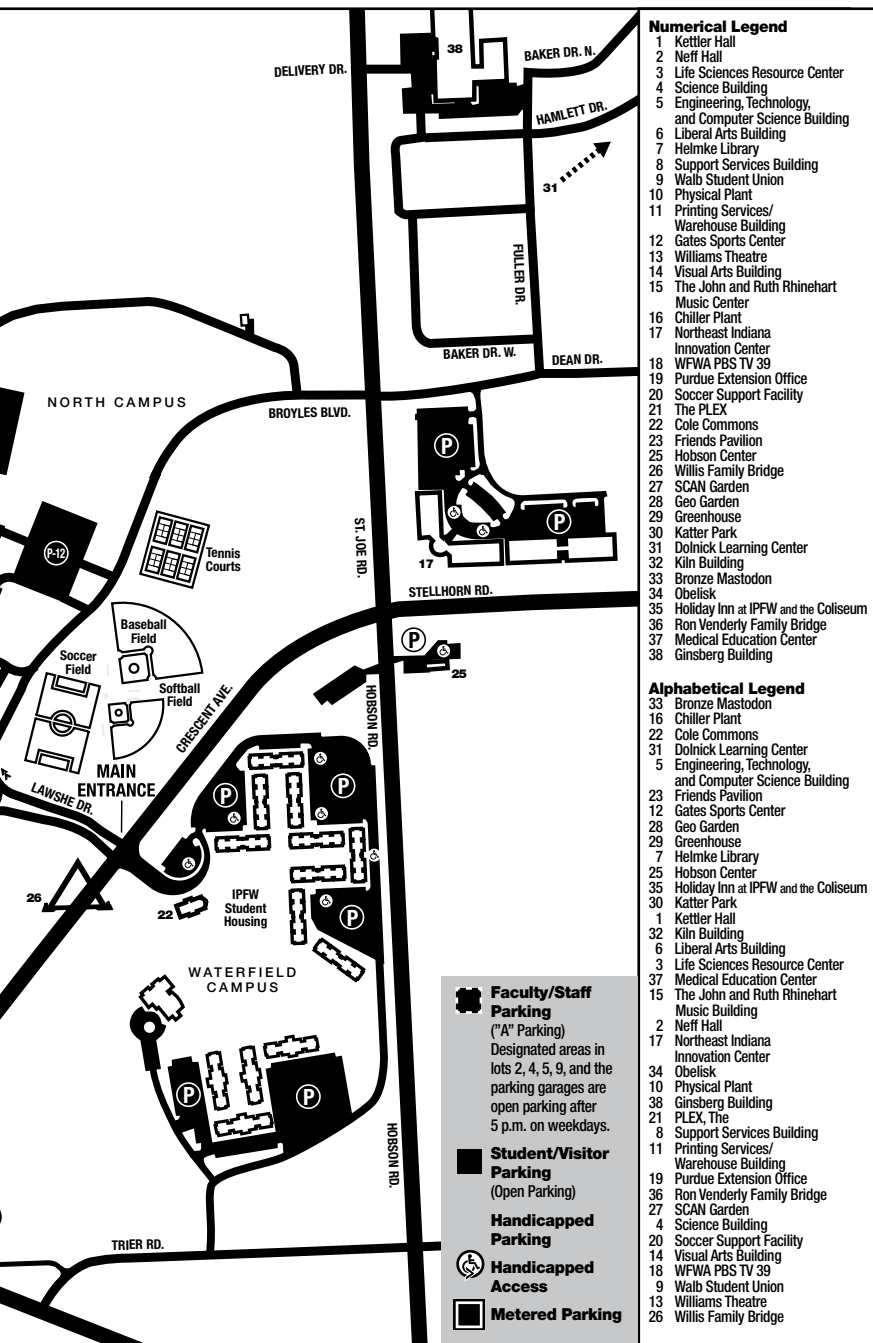 38
DELIVERY DR.
BAKER DR. N.
HAMLETT DR.
31
FULLER DR.
BAKER DR. W.
DEAN DR.
NORTH CAMPUS
BROYLES BLVD.
P
P
ST. JOE RD.
17
P-12
Tennis
Courts
STELLHORN RD.
P
25
Baseball
Field
Soccer
Field
Softball
Field
CRESCENT AVE.
HOBSON RD.
MAIN
ENTRANCE
LAWSHE DR.
P
P
26
22
IPFW
Student
Housing
P
WATERFIELD
CAMPUS
P
P
HOBSON RD.
TRIER RD.
Faculty/Staff
Parking
("A" Parking)
Designated areas in
lots 2, 4, 5, 9, and the
parking garages are
open parking after
5 p.m. on weekdays.
Student/Visitor
Parking
(Open Parking)
Handicapped
Parking
Handicapped
Access
Metered Parking
Numerical Legend
1 Kettler Hall
2 Neff Hall
3 Life Sciences Resource Center
4 Science Building
5 Engineering, Technology,
and Computer Science Building
6 Liberal Arts Building
7 Helmke Library
8 Support Services Building
9 Walb Student Union
10 Physical Plant
11 Printing Services/
Warehouse Building
12 Gates Sports Center
13 Williams Theatre
14 Visual Arts Building
15 The John and Ruth Rhinehart
Music Center
16 Chiller Plant
17 Northeast Indiana
Innovation Center
18 WFWA PBS TV 39
19 Purdue Extension Office
20 Soccer Support Facility
21 The PLEX
22 Cole Commons
23 Friends Pavilion
25 Hobson Center
26 Willis Family Bridge
27 SCAN Garden
28 Geo Garden
29 Greenhouse
30 Katter Park
31 Dolnick Learning Center
32 Kiln Building
33 Bronze Mastodon
34 Obelisk
35 Holiday Inn at IPFW and the Coliseum
36 Ron Venderly Family Bridge
37 Medical Education Center
38 Ginsberg Building
Alphabetical Legend
33 Bronze Mastodon
16 Chiller Plant
22 Cole Commons
31 Dolnick Learning Center
5 Engineering, Technology,
and Computer Science Building
23 Friends Pavilion
12 Gates Sports Center
28 Geo Garden
29 Greenhouse
7 Helmke Library
25 Hobson Center
35 Holiday Inn at IPFW and the Coliseum
30 Katter Park
1 Kettler Hall
32 Kiln Building
6 Liberal Arts Building
3 Life Sciences Resource Center
37 Medical Education Center
15 The John and Ruth Rhinehart
Music Building
2 Neff Hall
17 Northeast Indiana
Innovation Center
34 Obelisk
10 Physical Plant
38 Ginsberg Building
21 PLEX, The
8 Support Services Building
11 Printing Services/
Warehouse Building
19 Purdue Extension Office
36 Ron Venderly Family Bridge
27 SCAN Garden
4 Science Building
20 Soccer Support Facility
14 Visual Arts Building
18 WFWA PBS TV 39
9 Walb Student Union
13 Williams Theatre
26 Willis Family Bridge